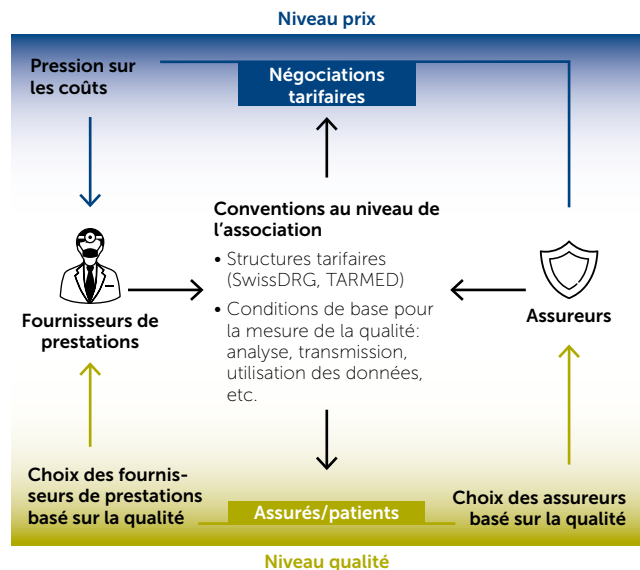 Niveau prix
Pression sur
les coûts
Négociations
tarifaires
Conventions au niveau de
l’association
• Structures tarifaires
(SwissDRG, TARMED)
• Conditions de base pour
la mesure de la qualité:
analyse, transmission,
utilisation des données,
etc.
Fournisseurs de
prestations
Assureurs
Choix des fournis-
seurs de prestations
basé sur la qualité
Assurés/patients
Choix des assureurs
basé sur la qualité
Niveau qualité